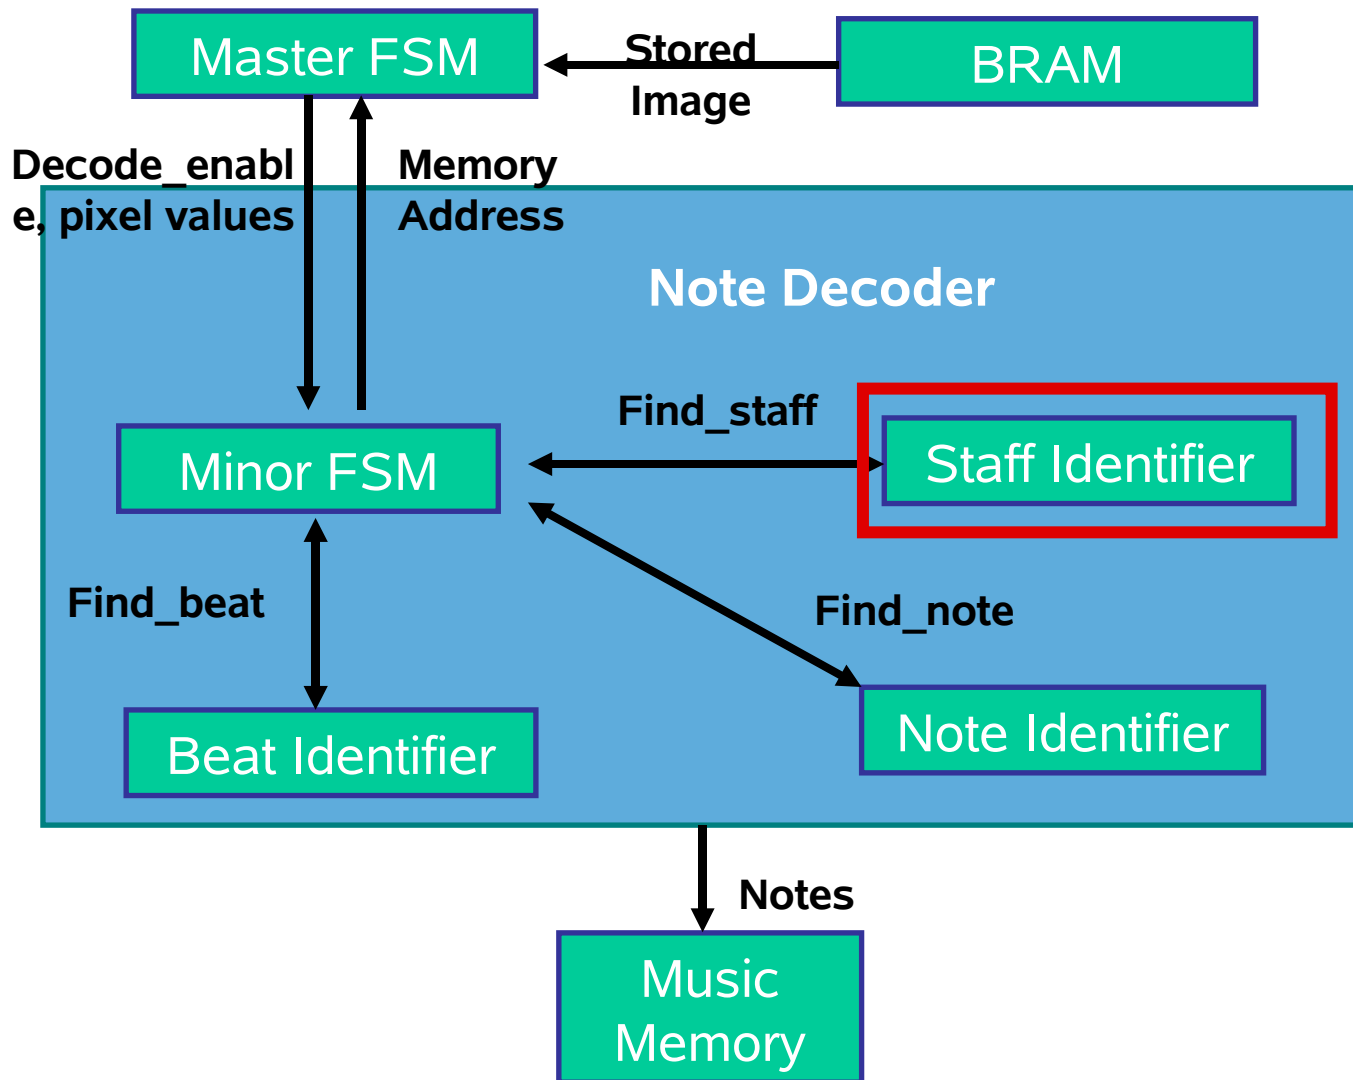 Master FSM
Stored
Image
BRAM
Decode_enabl
e, pixel values
Memory
Address
Note Decoder
Find_staff
Staff Identifier
Minor FSM
Find_beat
Find_note
Beat Identifier
Note Identifier
Notes
Music
Memory